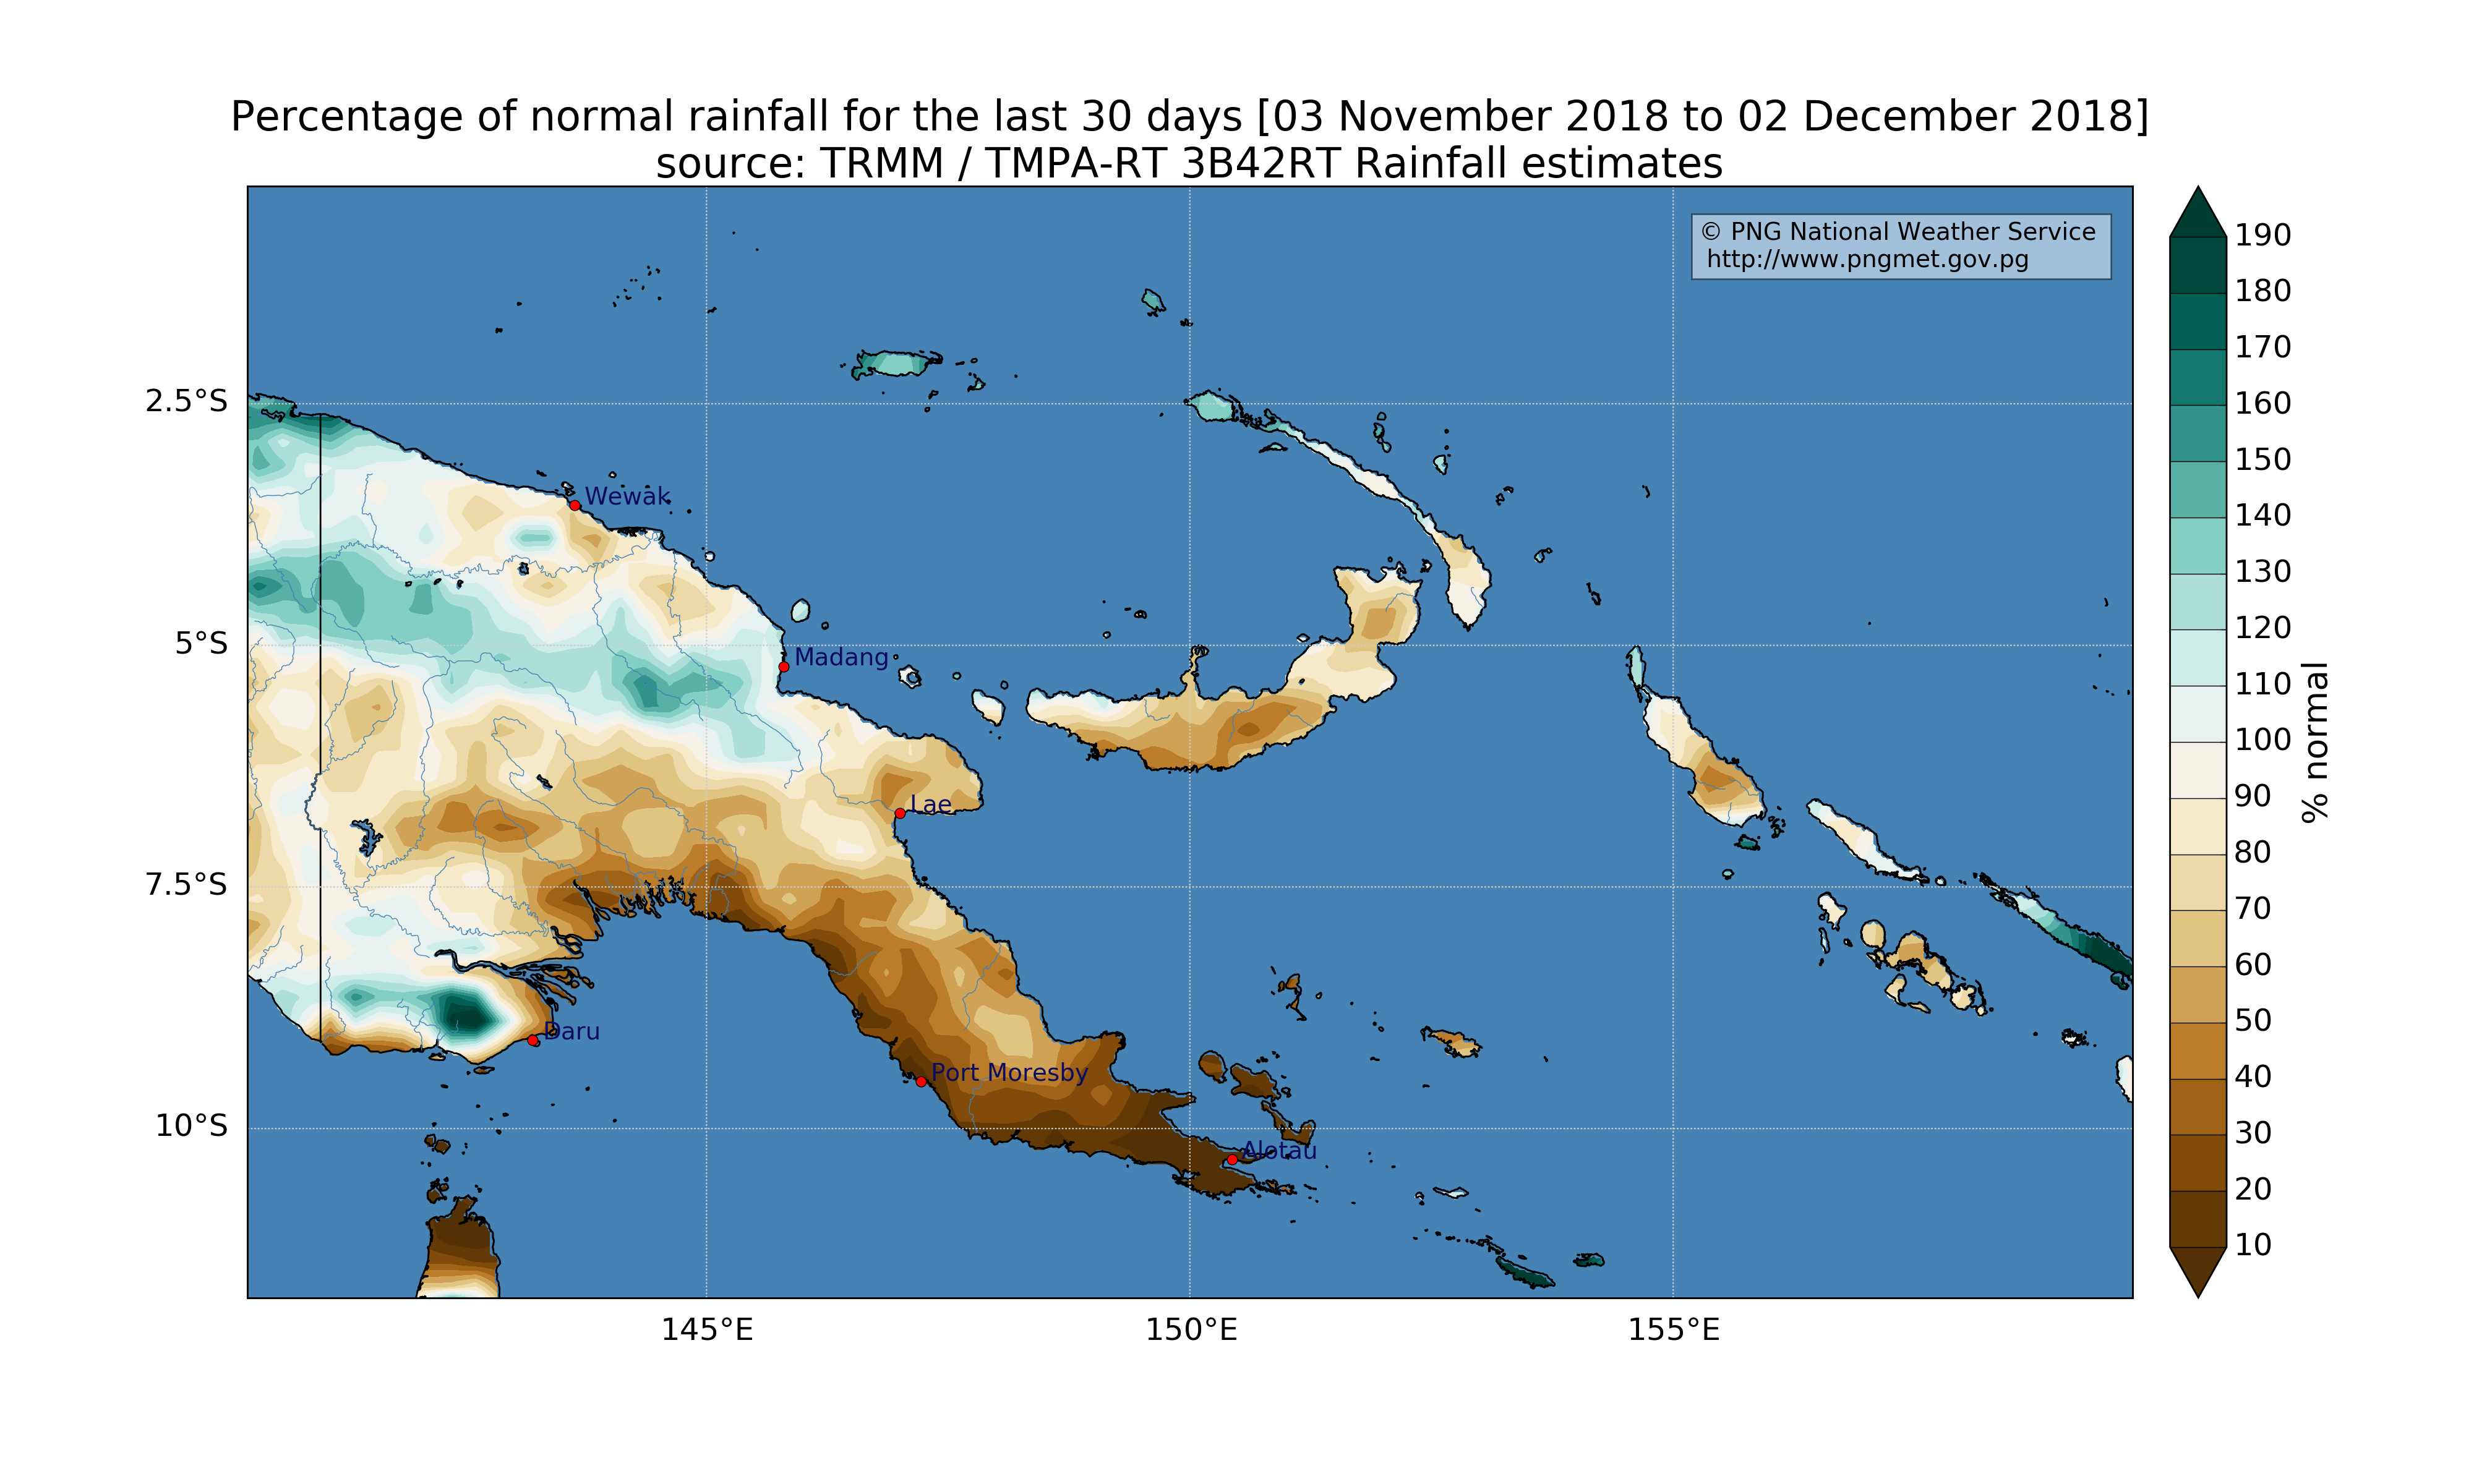 Percentage of normal rainfall for the last 30 days [03 November 2018 to 02 December 2018]
source: TRMM / TMPA-RT 3B42RT Rainfall estimates
© PNG National Weather Service
http://www.pngmet.gov.pg
190
180
170
160
150
140
130
120
110
100
90
80
70
60
50
40
30
20
10
% normal
2.5°S
5°S
7.5°S
10°S
Wewak
Madang
Lae
Daru
Port Moresby
Alotau
145°E
150°E
155°E